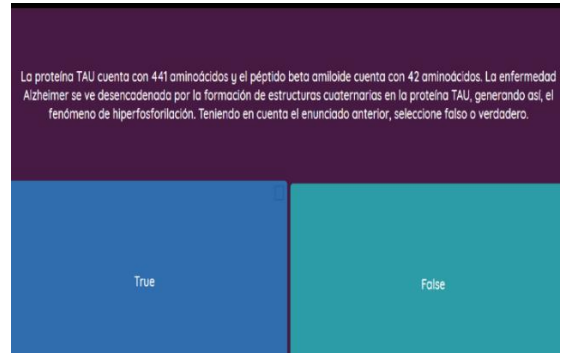 La proteína TAU cuenta con 441 aminoácidos y el péptido beta amiloide cuenta con 42 aminoácidos. La enfermedad
Alzheimer se ve desencadenada por la formación de estructuras cuaternarias en la proteína TAU, generando así, el
fenómeno de hiperfosforilación. Teniendo en cuenta el enunciado anterior, seleccione falso o verdadero.
True
False